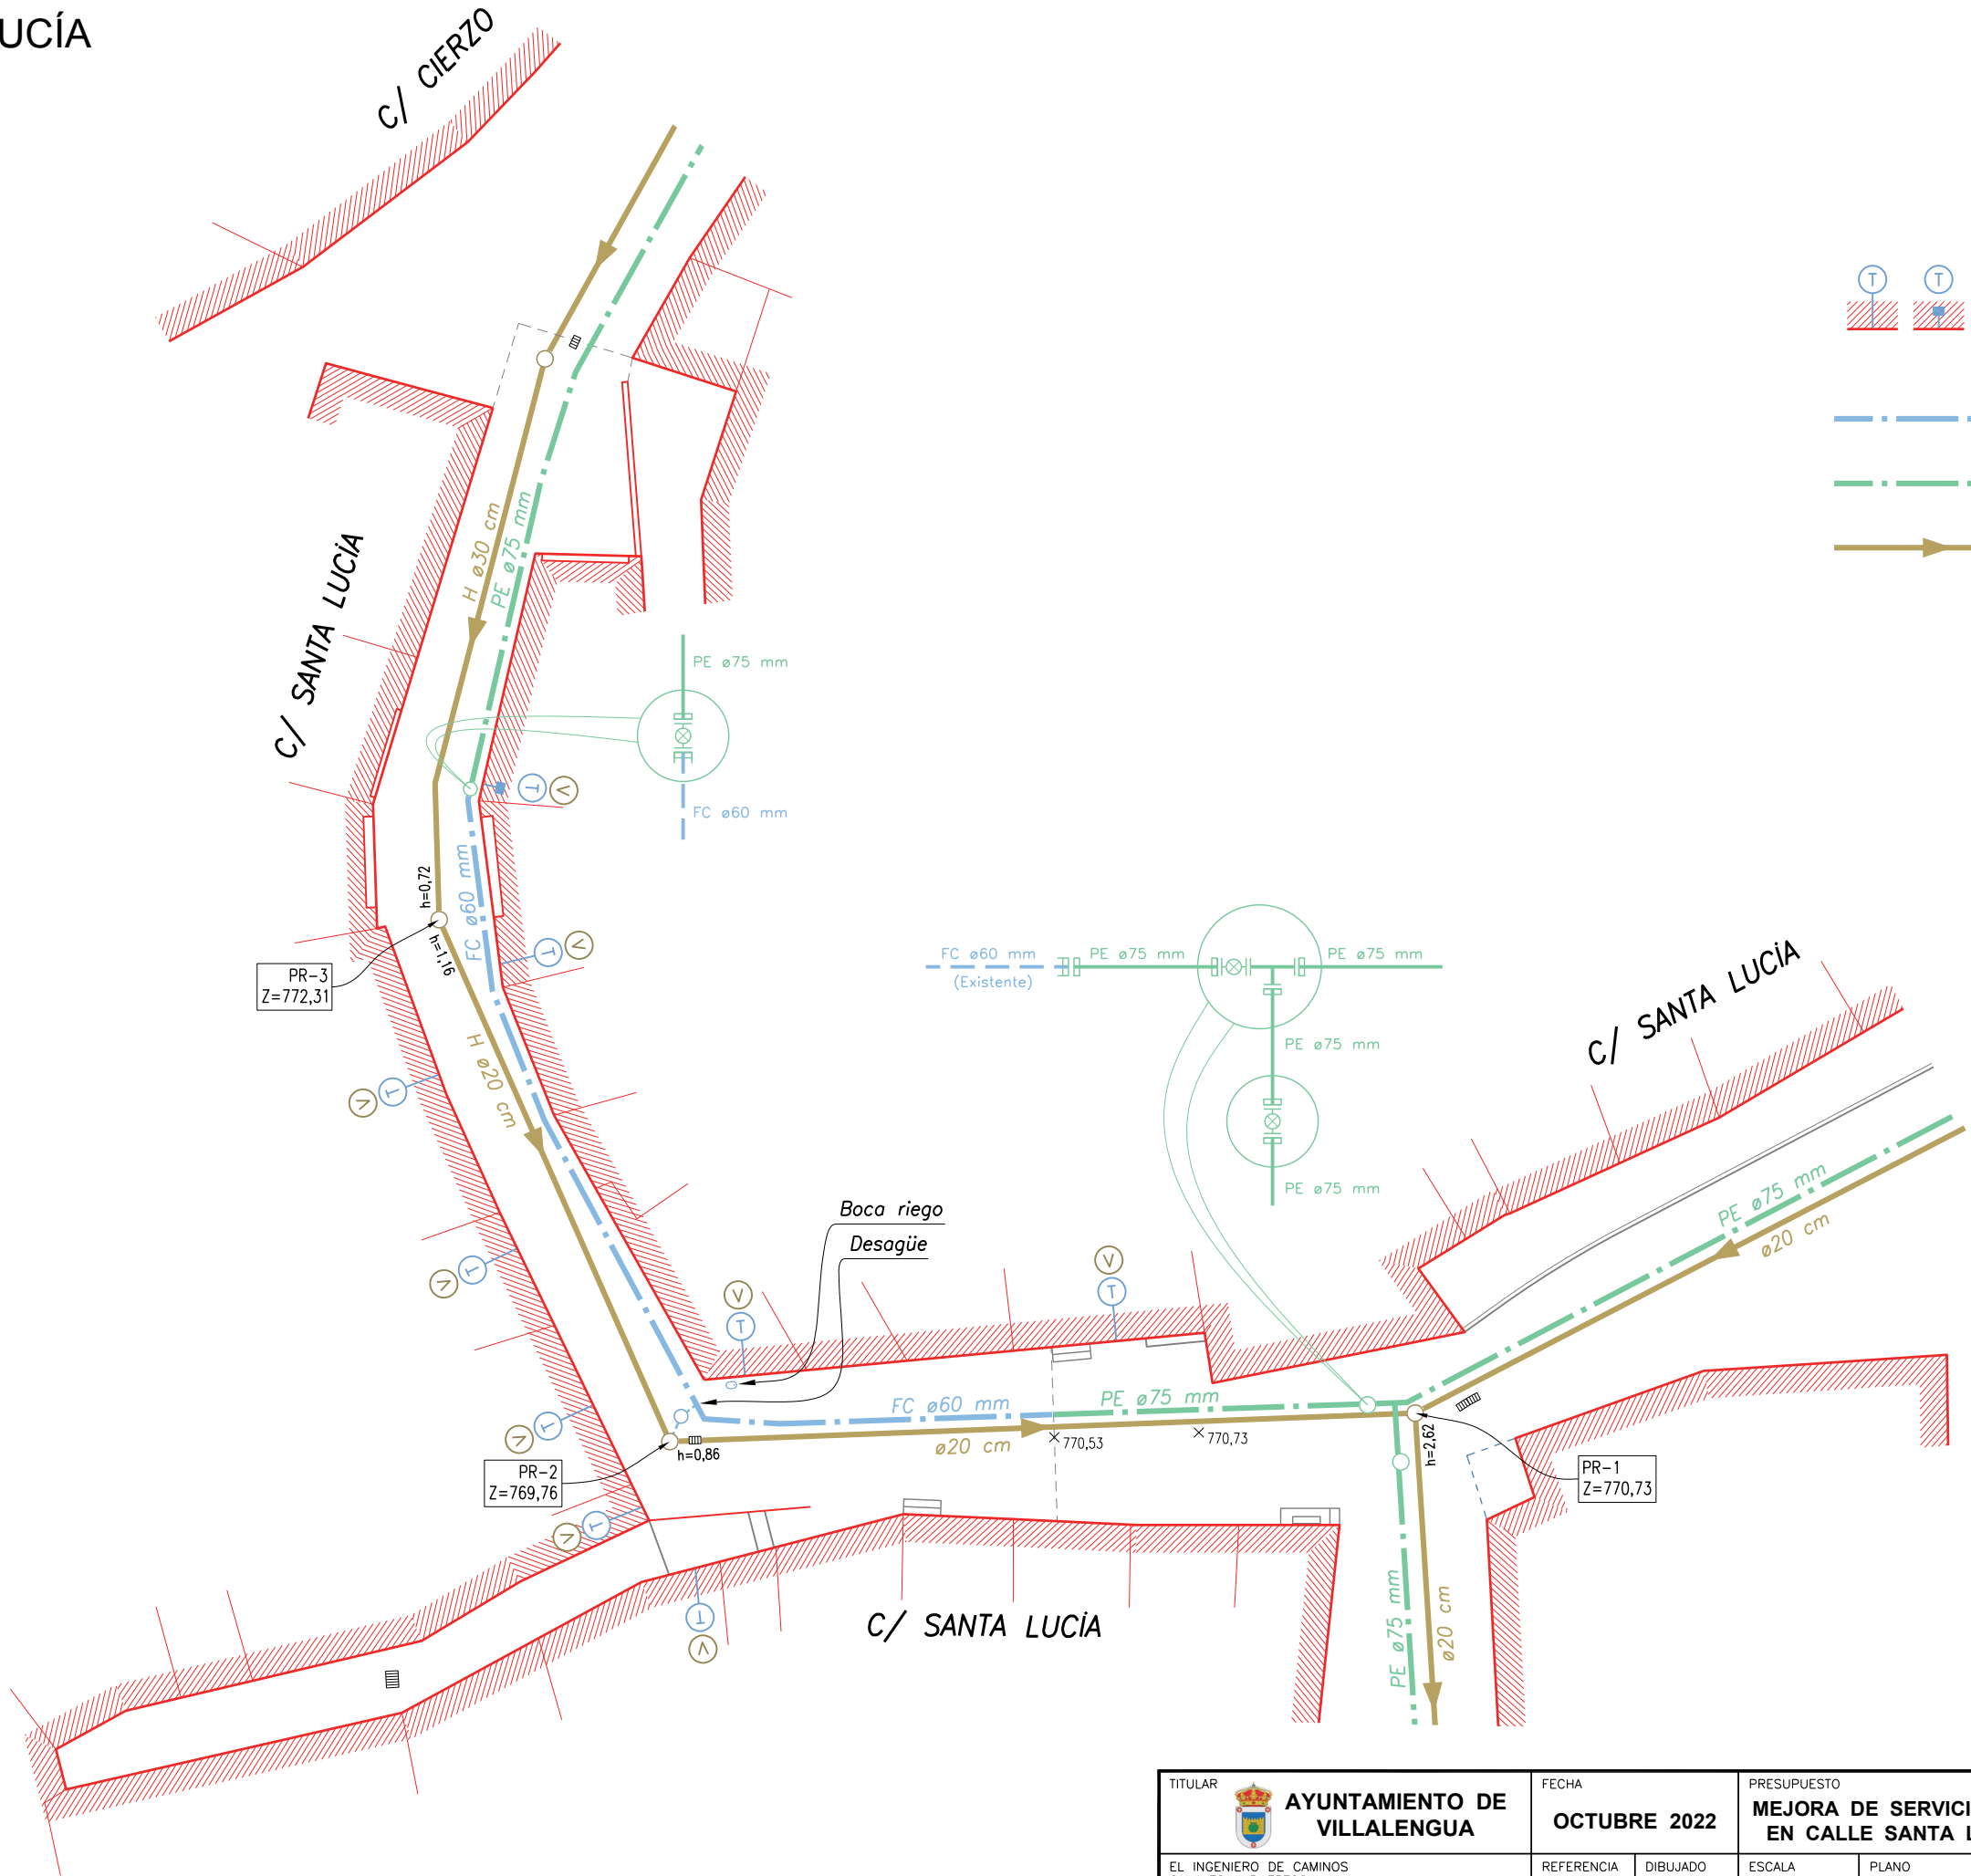 UCÍA
C/ CIERZO
T T
H ø30 cm
PE ø75 mm
C/ SANTA LUCÍA
PE ø75 mm
FC ø60 mm
T V
h=0,72
FC ø60 mm
h=1,16
T V
PR-3
Z=772,31
FC ø60 mm
(Existente)
PE ø75 mm
PE ø75 mm
PE ø75 mm
PE ø75 mm
C/ SANTA LUCÍA
H ø20 cm
V T
V T
Boca riego
Desagüe
V
T
V
T
PE ø75 mm
ø20 cm
FC ø60 mm
PE ø75 mm
ø20 cm
770,53
770,73
h=0,86
h=2,62
V T
PR-2
Z=769,76
PR-1
Z=770,73
V T
T
V
C/ SANTA LUCÍA
PE ø75 mm
ø20 cm
TITULAR
AYUNTAMIENTO DE
VILLALENGUA
FECHA
OCTUBRE 2022
PRESUPUESTO
MEJORA DE SERVICI
EN CALLE SANTA L
EL INGENIERO DE CAMINOS
REFERENCIA
DIBUJADO
ESCALA
PLANO